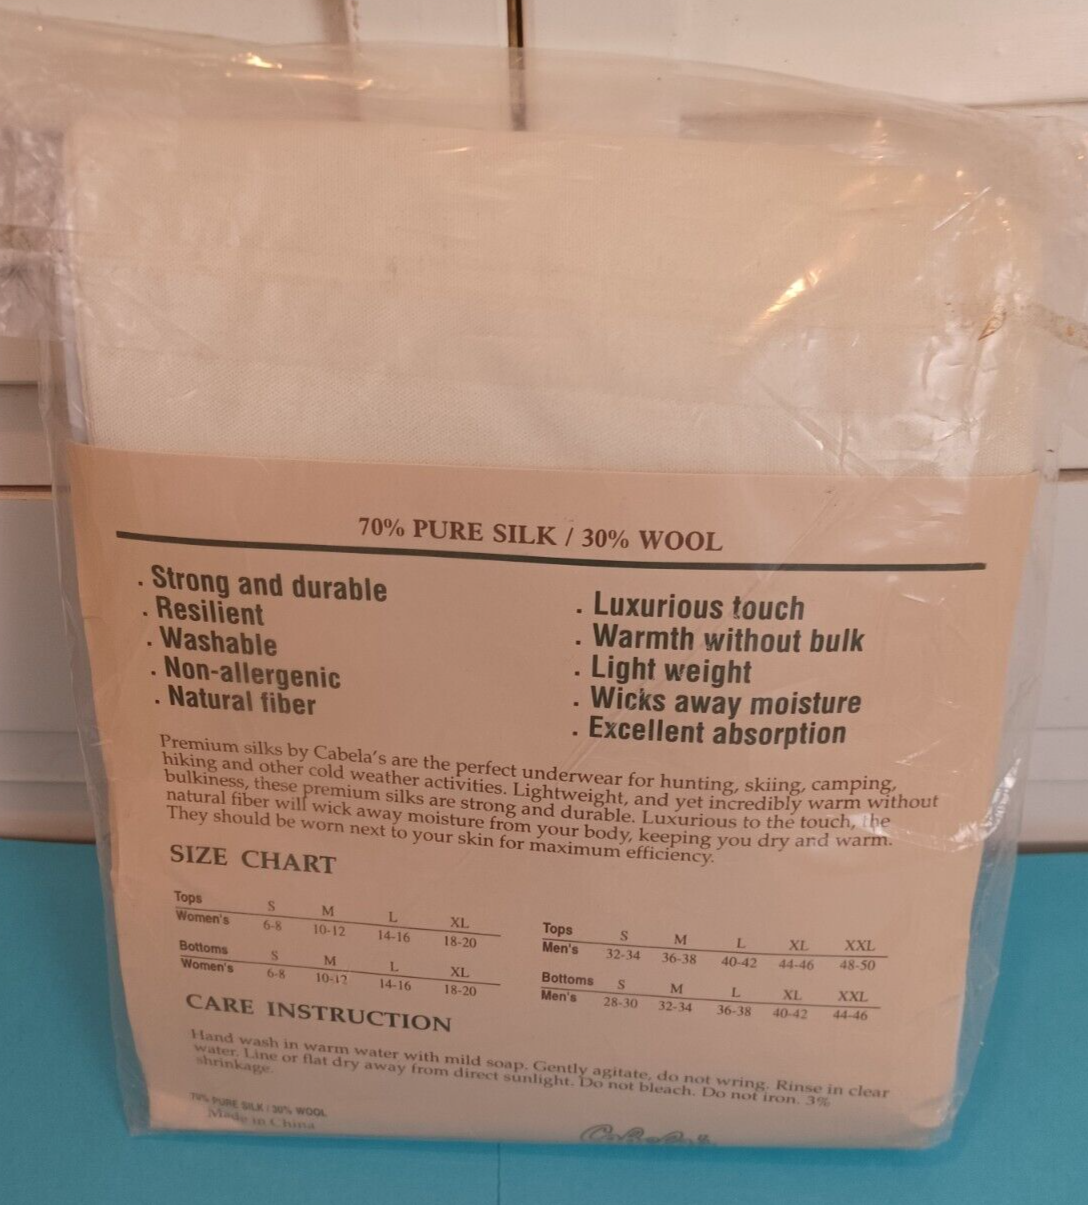 70% PURE SILK / 30% WOOL
. Strong and durable
. Resilient
. Washable
. Non-allergenic
. Natural fiber
. Luxurious touch
. Warmth without bulk
. Light weight
. Wicks away moisture
. Excellent absorption
Premium silks by Cabela's are the perfect underwear for hunting, skiing, camping,
hiking and other cold weather activities. Lightweight, and yet incredibly warm without
bulkiness, these premium silks are strong and durable. Luxurious to the touch, the
natural fiber will wick away moisture from your body, keeping you dry and warm.
They should be worn next to your skin for maximum efficiency.
SIZE CHART
Tops S M L XL
Women's 6-8 10-12 14-16 18-20
Bottoms S M L XL
Women's 6-8 10-12 14-16 18-20
Tops S M L XL XXL
Men's 32-34 36-38 40-42 44-46 48-50
Bottoms S M L XL XXL
Men's 28-30 32-34 36-38 40-42 44-46
CARE INSTRUCTION
Hand wash in warm water with mild soap. Gently agitate, do not wring. Rinse in clear
water. Line or flat dry away from direct sunlight. Do not bleach. Do not iron. 3%
shrinkage.
70% PURE SILK / 30% WOOL
Made in China
Cabela's